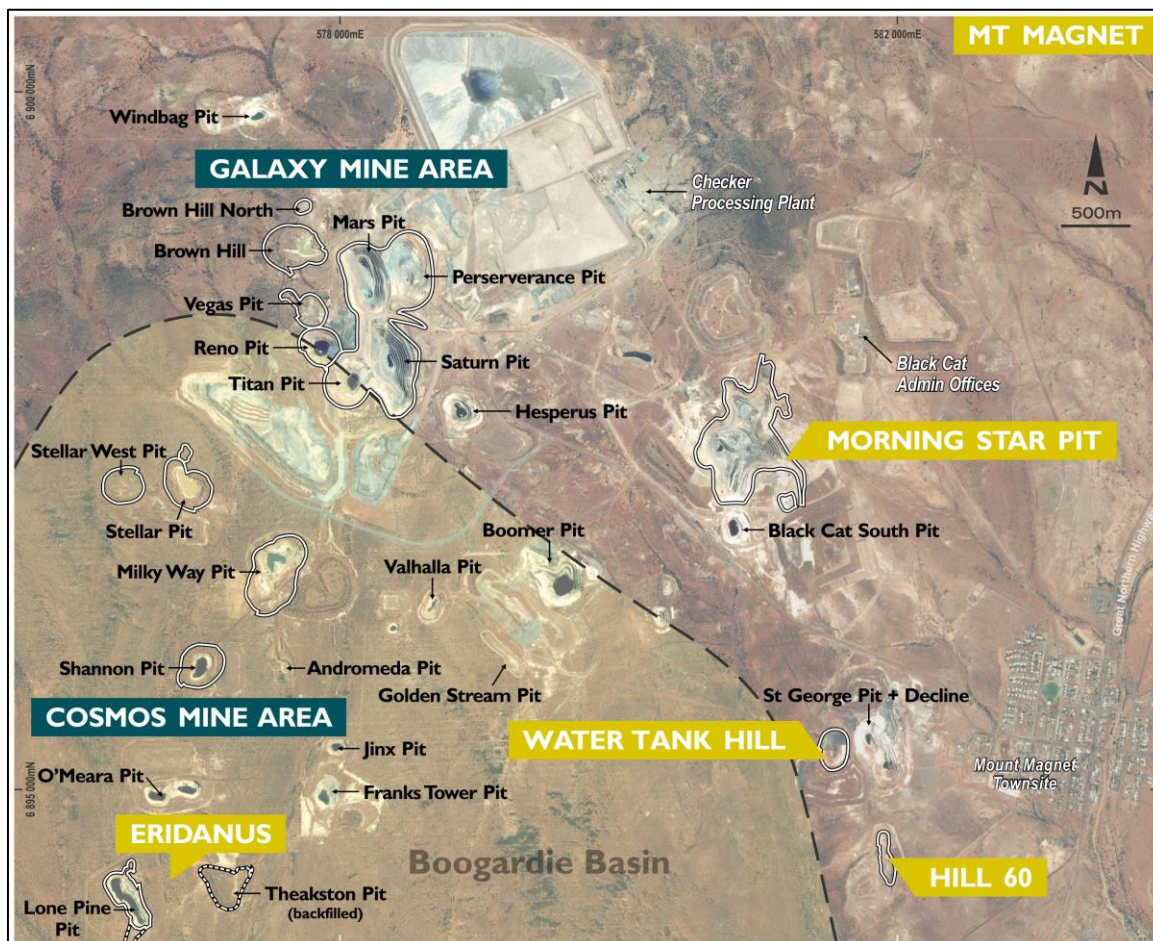 578 000mE
582 000mE
MT MAGNET
6 900 000mN
Windbag Pit
GALAXY MINE AREA
Checker
Processing Plant
N
500m
Brown Hill North
Mars Pit
Brown Hill
Perserverance Pit
Vegas Pit
Reno Pit
Saturn Pit
Black Cat
Admin Offices
Titan Pit
Hesperus Pit
MORNING STAR PIT
Stellar West Pit
Stellar Pit
Boomer Pit
Black Cat South Pit
Milky Way Pit
Valhalla Pit
Great Northern Highway
Shannon Pit
Andromeda Pit
Golden Stream Pit
St George Pit + Decline
COSMOS MINE AREA
WATER TANK HILL
Jinx Pit
Mount Magnet
Townsite
O'Meara Pit
Franks Tower Pit
6 895 000mN
ERIDANUS
Boogardie Basin
HILL 60
Theakston Pit
(backfilled)
Lone Pine
Pit